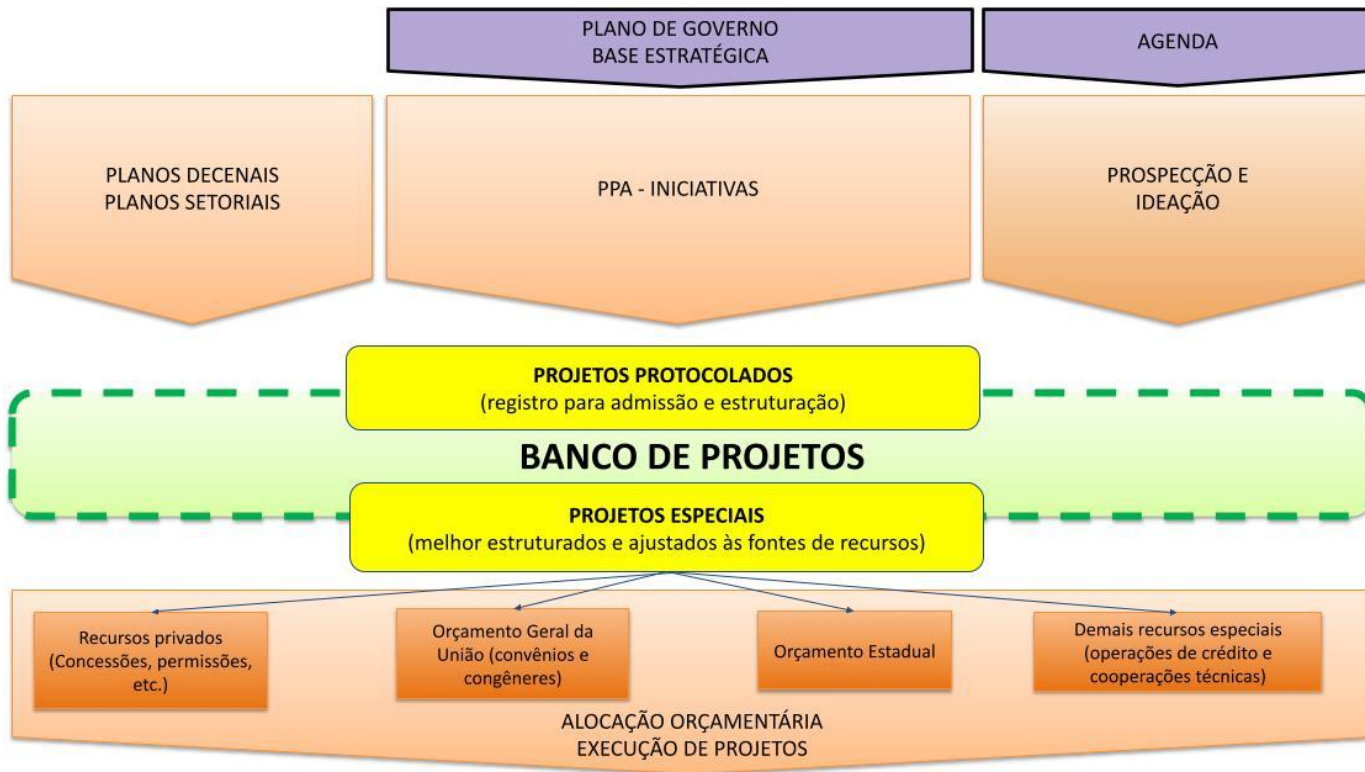 PLANO DE GOVERNO
BASE ESTRATÉGICA
AGENDA
PLANOS DECENAIS
PLANOS SETORIAIS
PPA - INICIATIVAS
PROSPECÇÃO E
IDEAÇÃO
PROJETOS PROTOCOLADOS
(registro para admissão e estruturação)
BANCO DE PROJETOS
PROJETOS ESPECIAIS
(melhor estruturados e ajustados às fontes de recursos)
Recursos privados
(Concessões, permissões,
etc.)
Orçamento Geral da
União (convênios e
congêneres)
Orçamento Estadual
Demais recursos especiais
(operações de crédito e
cooperações técnicas)
ALOCAÇÃO ORÇAMENTÁRIA
EXECUÇÃO DE PROJETOS